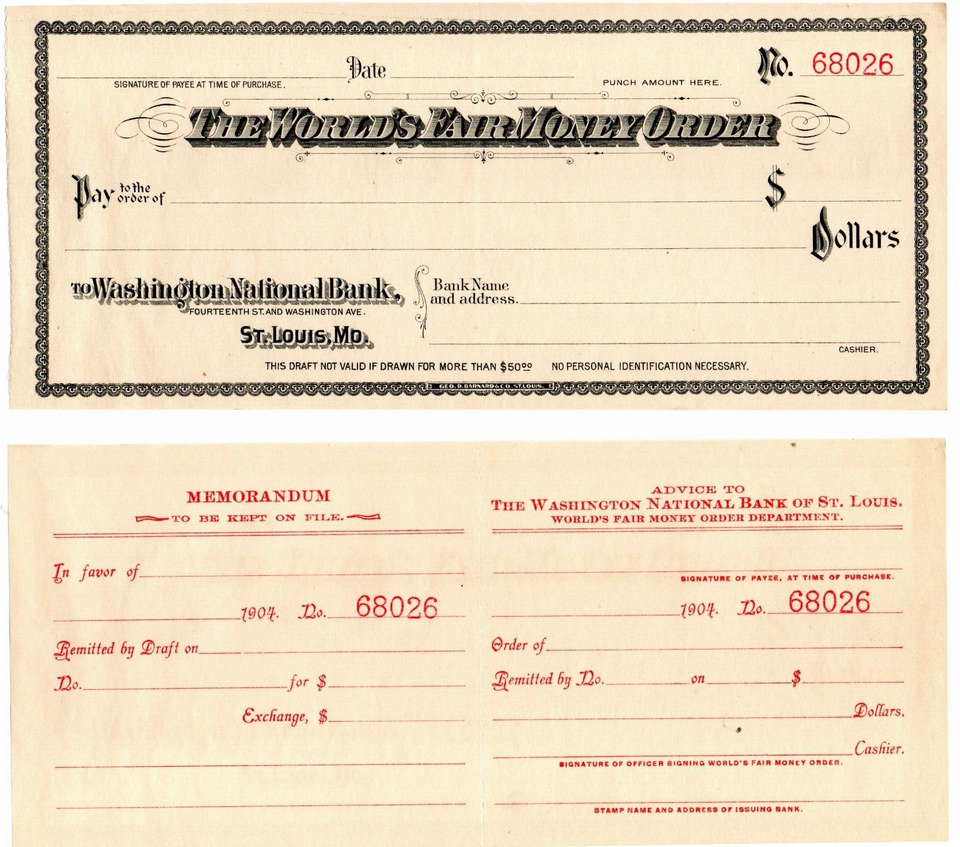 Date
No. 68026
SIGNATURE OF PAYEE AT TIME OF PURCHASE.
PUNCH AMOUNT HERE.
THE WORLD'S FAIR MONEY ORDER
Pay to the order of
$
Dollars
TO Washington National Bank,
FOURTEENTH ST. AND WASHINGTON AVE.
ST. LOUIS, MO.
Bank Name
and address.
CASHIER.
THIS DRAFT NOT VALID IF DRAWN FOR MORE THAN $50.00 NO PERSONAL IDENTIFICATION NECESSARY.
GEO. D. BARNARD & CO. ST. LOUIS.
MEMORANDUM
TO BE KEPT ON FILE.
In favor of
1904. No. 68026
Remitted by Draft on
No. for $
Exchange, $
ADVICE TO
THE WASHINGTON NATIONAL BANK OF ST. LOUIS.
WORLD'S FAIR MONEY ORDER DEPARTMENT.
SIGNATURE OF PAYEE, AT TIME OF PURCHASE.
1904. No. 68026
Order of
Remitted by No. on $
Dollars.
Cashier.
SIGNATURE OF OFFICER SIGNING WORLD'S FAIR MONEY ORDER.
STAMP NAME AND ADDRESS OF ISSUING BANK.